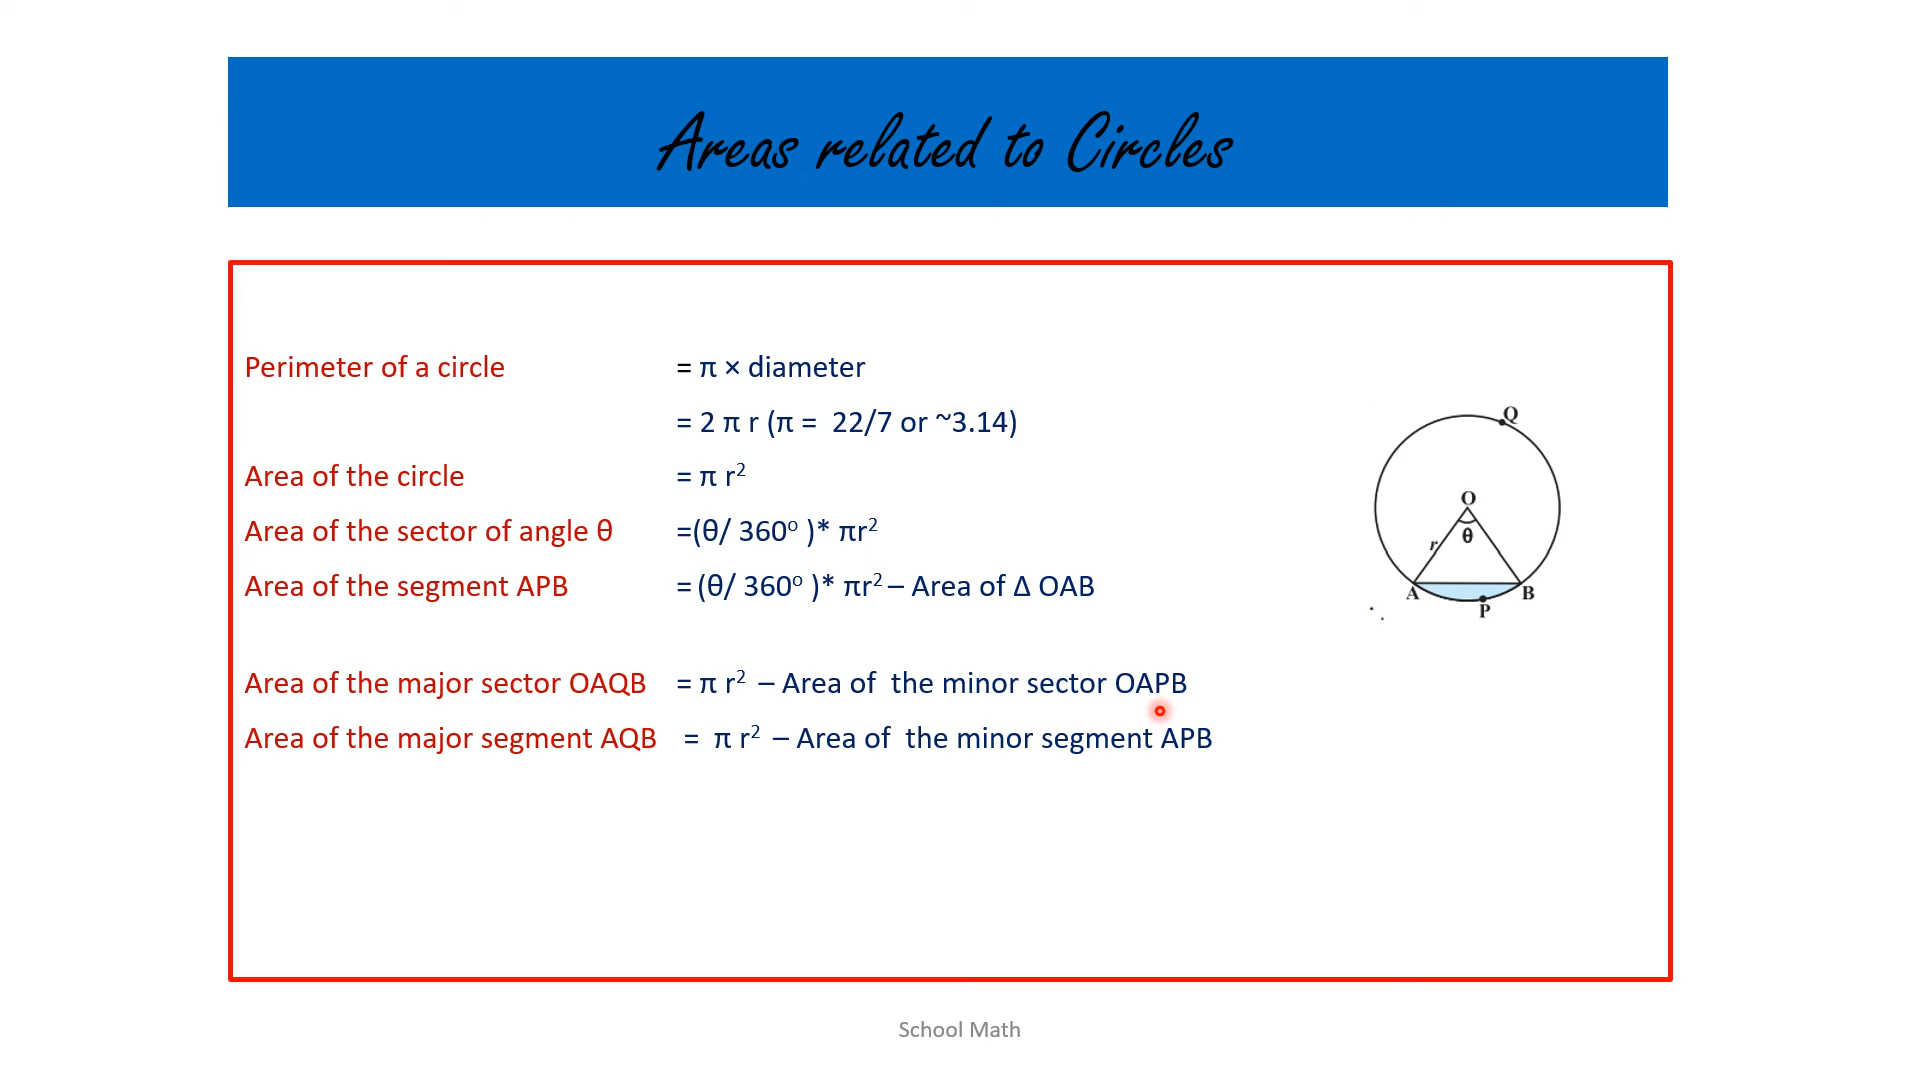 Areas related to Circles
Perimeter of a circle = π × diameter
= 2 π r (π = 22/7 or ~3.14)
Area of the circle = π r²
Area of the sector of angle θ =(θ/ 360º )* πr²
Area of the segment APB = (θ/ 360º )* πr² – Area of Δ OAB
Area of the major sector OAQB = π r² – Area of the minor sector OAPB
Area of the major segment AQB = π r² – Area of the minor segment APB
Q
O
θ
r
A
B
P
School Math